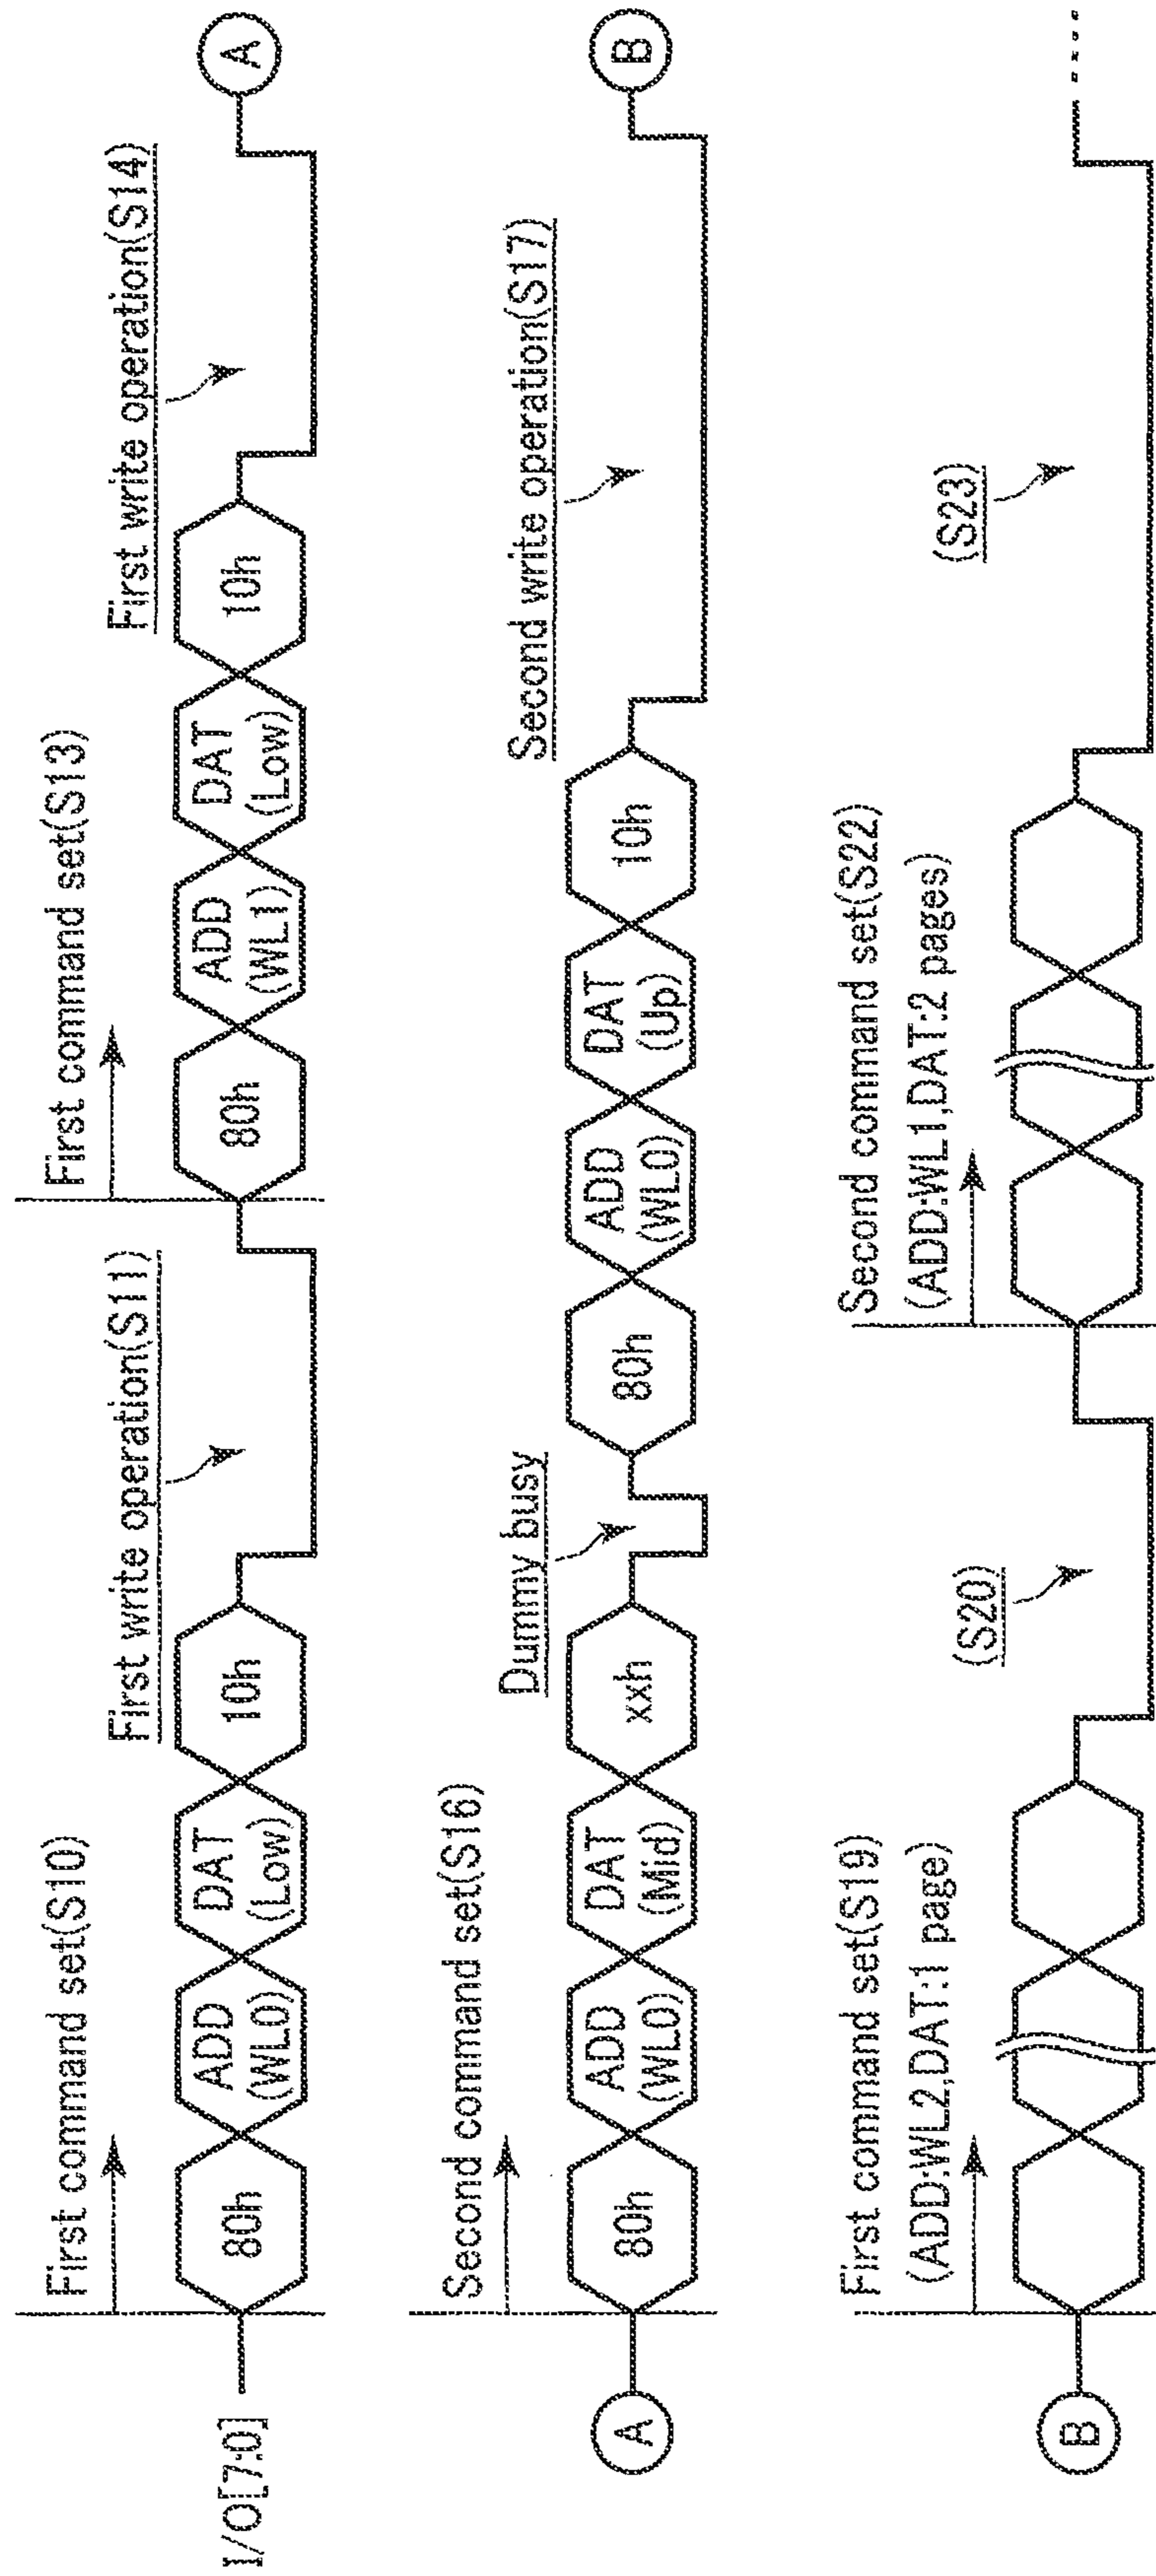 First command set(S10)
First write operation(S11)
First command set(S13)
First write operation(S14)
I/O[7:0]
80h
ADD
(WL0)
DAT
(Low)
10h
80h
ADD
(WL1)
DAT
(Low)
10h
A
Second command set(S16)
Dummy busy
Second write operation(S17)
A
80h
ADD
(WL0)
DAT
(Mid)
xxh
80h
ADD
(WL0)
DAT
(Up)
10h
B
First command set(S19)
(ADD:WL2,DAT:1 page)
(S20)
Second command set(S22)
(ADD:WL1,DAT:2 pages)
(S23)
B